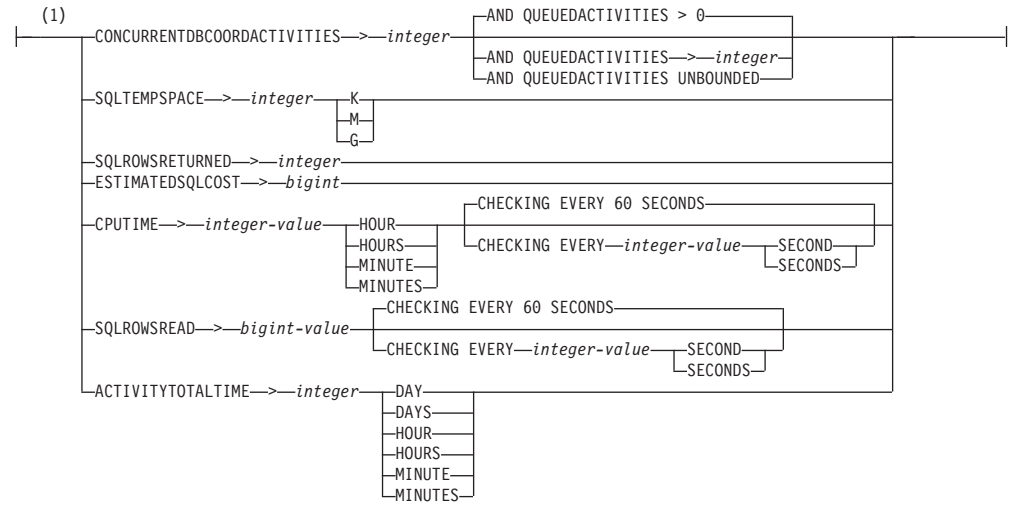 (1)
AND QUEUEDACTIVITIES > 0
CONCURRENTDBCOORDACTIVITIES > integer
AND QUEUEDACTIVITIES > integer
AND QUEUEDACTIVITIES UNBOUNDED
SQLTEMPSPACE > integer K
M
G
SQLROWSRETURNED > integer
ESTIMATEDSQLCOST > bigint
CHECKING EVERY 60 SECONDS
CPUTIME > integer-value HOUR
HOURS CHECKING EVERY integer-value SECOND
MINUTE SECONDS
MINUTES
CHECKING EVERY 60 SECONDS
SQLROWSREAD > bigint-value
CHECKING EVERY integer-value SECOND
SECONDS
ACTIVITYTOTALTIME > integer DAY
DAYS
HOUR
HOURS
MINUTE
MINUTES